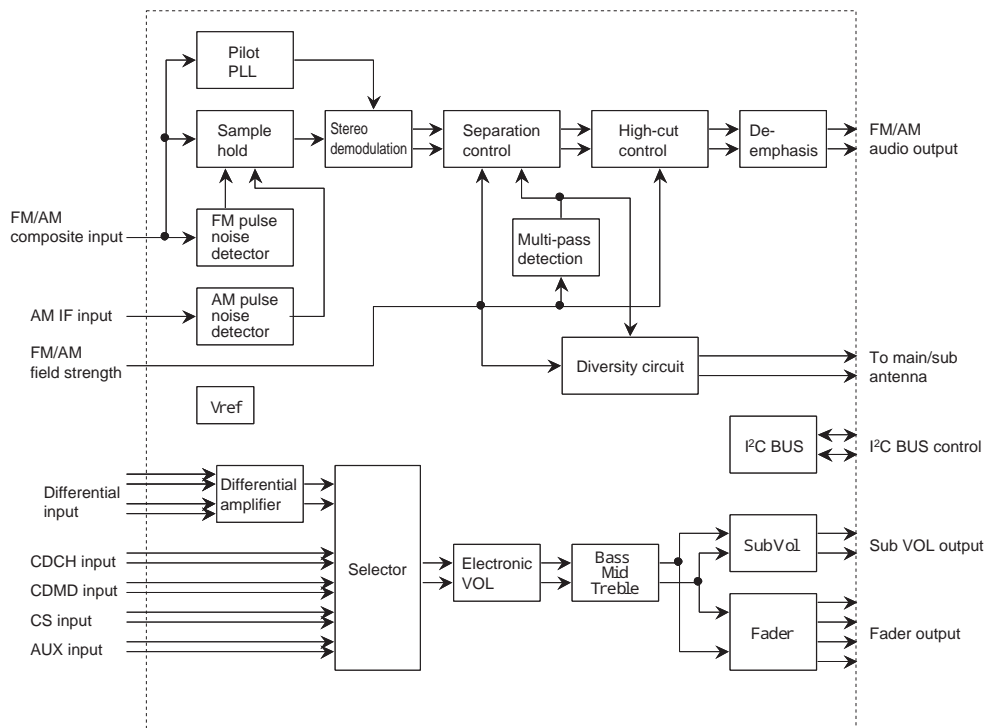 Pilot
PLL
Sample
hold
Stereo
demodulation
Separation
control
High-cut
control
De-
emphasis
FM/AM
audio output
FM/AM
composite input
FM pulse
noise
detector
Multi-pass
detection
AM IF input
AM pulse
noise
detector
FM/AM
field strength
Diversity circuit
To main/sub
antenna
Vref
I²C BUS
I²C BUS control
Differential
input
Differential
amplifier
CDCH input
CDMD input
CS input
AUX input
Selector
Electronic
VOL
Bass
Mid
Treble
SubVol
Sub VOL output
Fader
Fader output